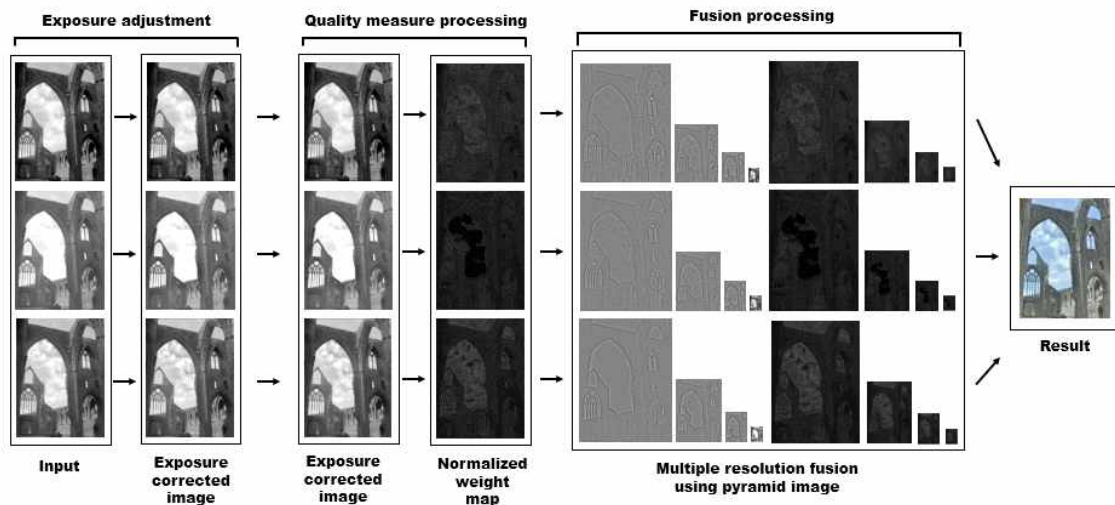 Exposure adjustment
Quality measure processing
Fusion processing
Result
Input
Exposure
corrected
image
Exposure
corrected
image
Normalized
weight
map
Multiple resolution fusion
using pyramid image